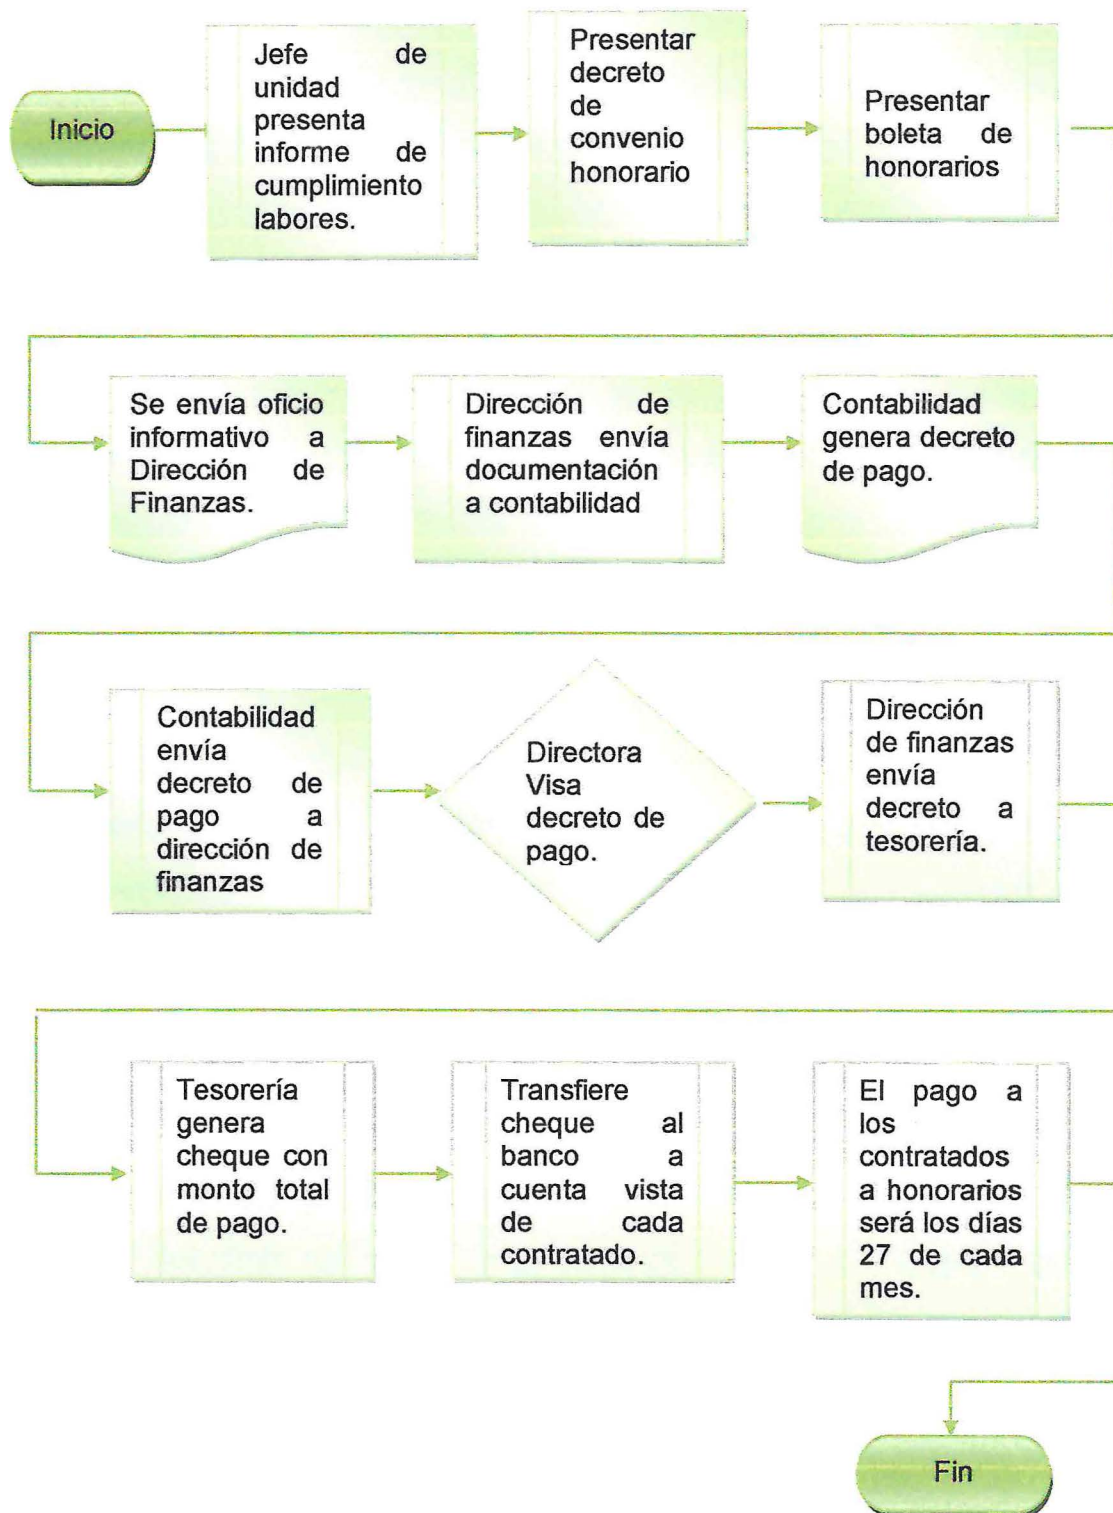 Inicio
Jefe de
unidad
presenta
informe de
cumplimiento
labores.
Presentar
decreto
de
convenio
honorario
Presentar
boleta de
honorarios
Se envía oficio
informativo a
Dirección de
Finanzas.
Dirección de
finanzas envía
documentación
a contabilidad
Contabilidad
genera decreto
de pago.
Contabilidad
envía
decreto de
pago a
dirección de
finanzas
Directora
Visa
decreto de
pago.
Dirección
de finanzas
envía
decreto a
tesorería.
Tesorería
genera
cheque con
monto total
de pago.
Transfiere
cheque al
banco a
cuenta vista
de cada
contratado.
El pago a
los
contratados
a honorarios
será los días
27 de cada
mes.
Fin